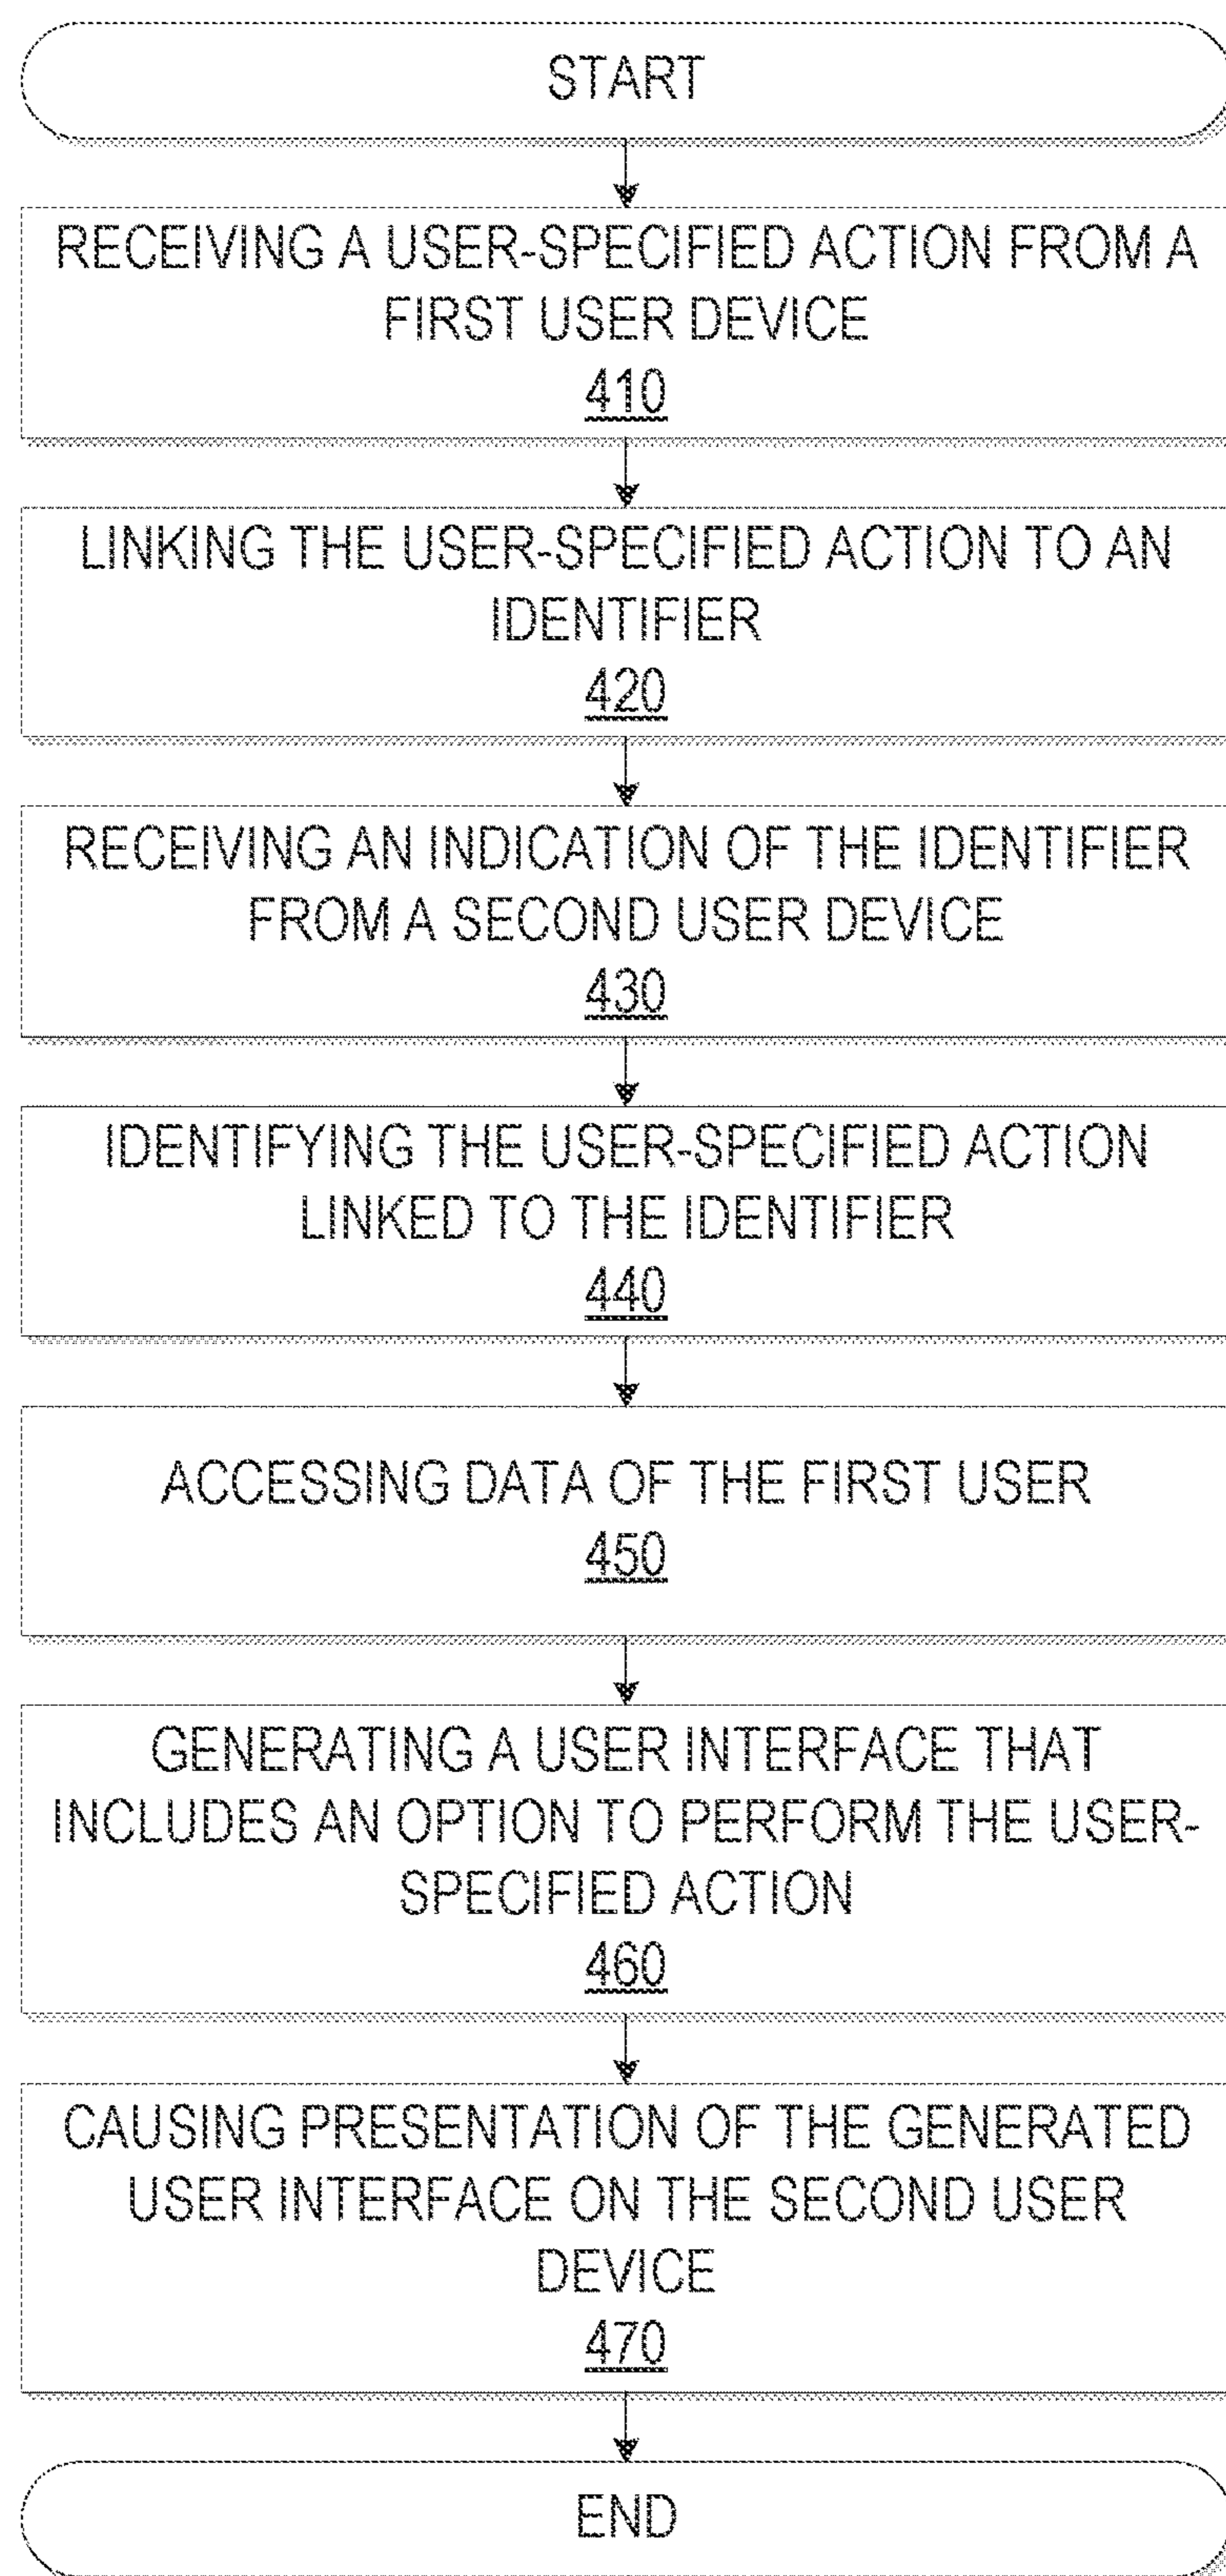 START
RECEIVING A USER-SPECIFIED ACTION FROM A
FIRST USER DEVICE
410
LINKING THE USER-SPECIFIED ACTION TO AN
IDENTIFIER
420
RECEIVING AN INDICATION OF THE IDENTIFIER
FROM A SECOND USER DEVICE
430
IDENTIFYING THE USER-SPECIFIED ACTION
LINKED TO THE IDENTIFIER
440
ACCESSING DATA OF THE FIRST USER
450
GENERATING A USER INTERFACE THAT
INCLUDES AN OPTION TO PERFORM THE USER-
SPECIFIED ACTION
460
CAUSING PRESENTATION OF THE GENERATED
USER INTERFACE ON THE SECOND USER
DEVICE
470
END